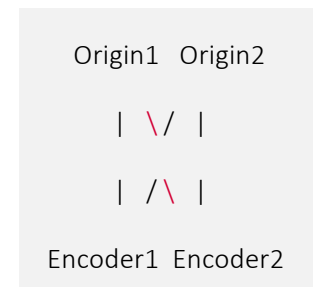 Origin1 Origin2
| \/ |
| /\ |
Encoder1 Encoder2